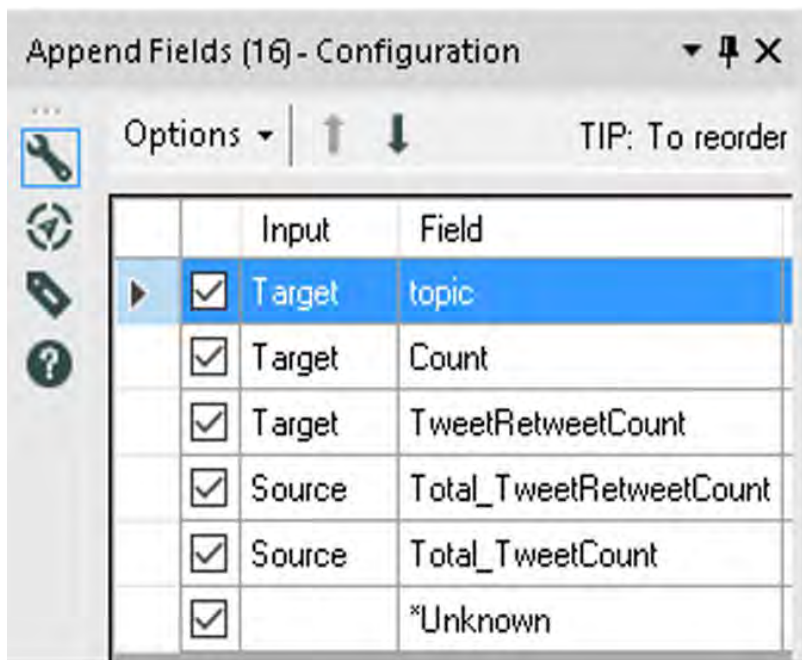 Append Fields (16) - Configuration
Options TIP: To reorder
Input Field
Target topic
Target Count
Target TweetRetweetCount
Source Total_TweetRetweetCount
Source Total_TweetCount
*Unknown